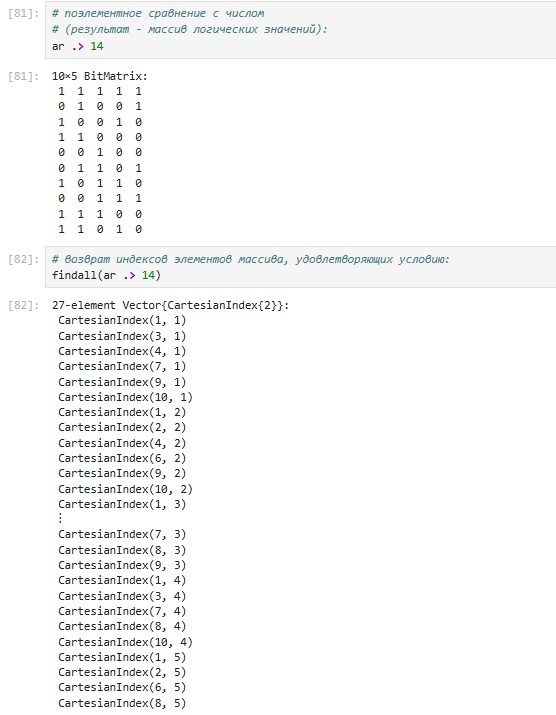 [81]: # поэлементное сравнение с числом
# (результат - массив логических значений):
ar .> 14
[81]: 10×5 BitMatrix:
1 1 1 1 1
0 1 0 0 1
1 0 0 1 0
1 1 0 0 0
0 0 1 0 0
0 1 1 0 1
1 0 1 1 0
0 0 1 1 1
1 1 1 0 0
1 1 0 1 0
[82]: # возврат индексов элементов массива, удовлетворяющих условию:
findall(ar .> 14)
[82]: 27-element Vector{CartesianIndex{2}}:
CartesianIndex(1, 1)
CartesianIndex(3, 1)
CartesianIndex(4, 1)
CartesianIndex(7, 1)
CartesianIndex(9, 1)
CartesianIndex(10, 1)
CartesianIndex(1, 2)
CartesianIndex(2, 2)
CartesianIndex(4, 2)
CartesianIndex(6, 2)
CartesianIndex(9, 2)
CartesianIndex(10, 2)
CartesianIndex(1, 3)
⋮
CartesianIndex(7, 3)
CartesianIndex(8, 3)
CartesianIndex(9, 3)
CartesianIndex(1, 4)
CartesianIndex(3, 4)
CartesianIndex(7, 4)
CartesianIndex(8, 4)
CartesianIndex(10, 4)
CartesianIndex(1, 5)
CartesianIndex(2, 5)
CartesianIndex(6, 5)
CartesianIndex(8, 5)